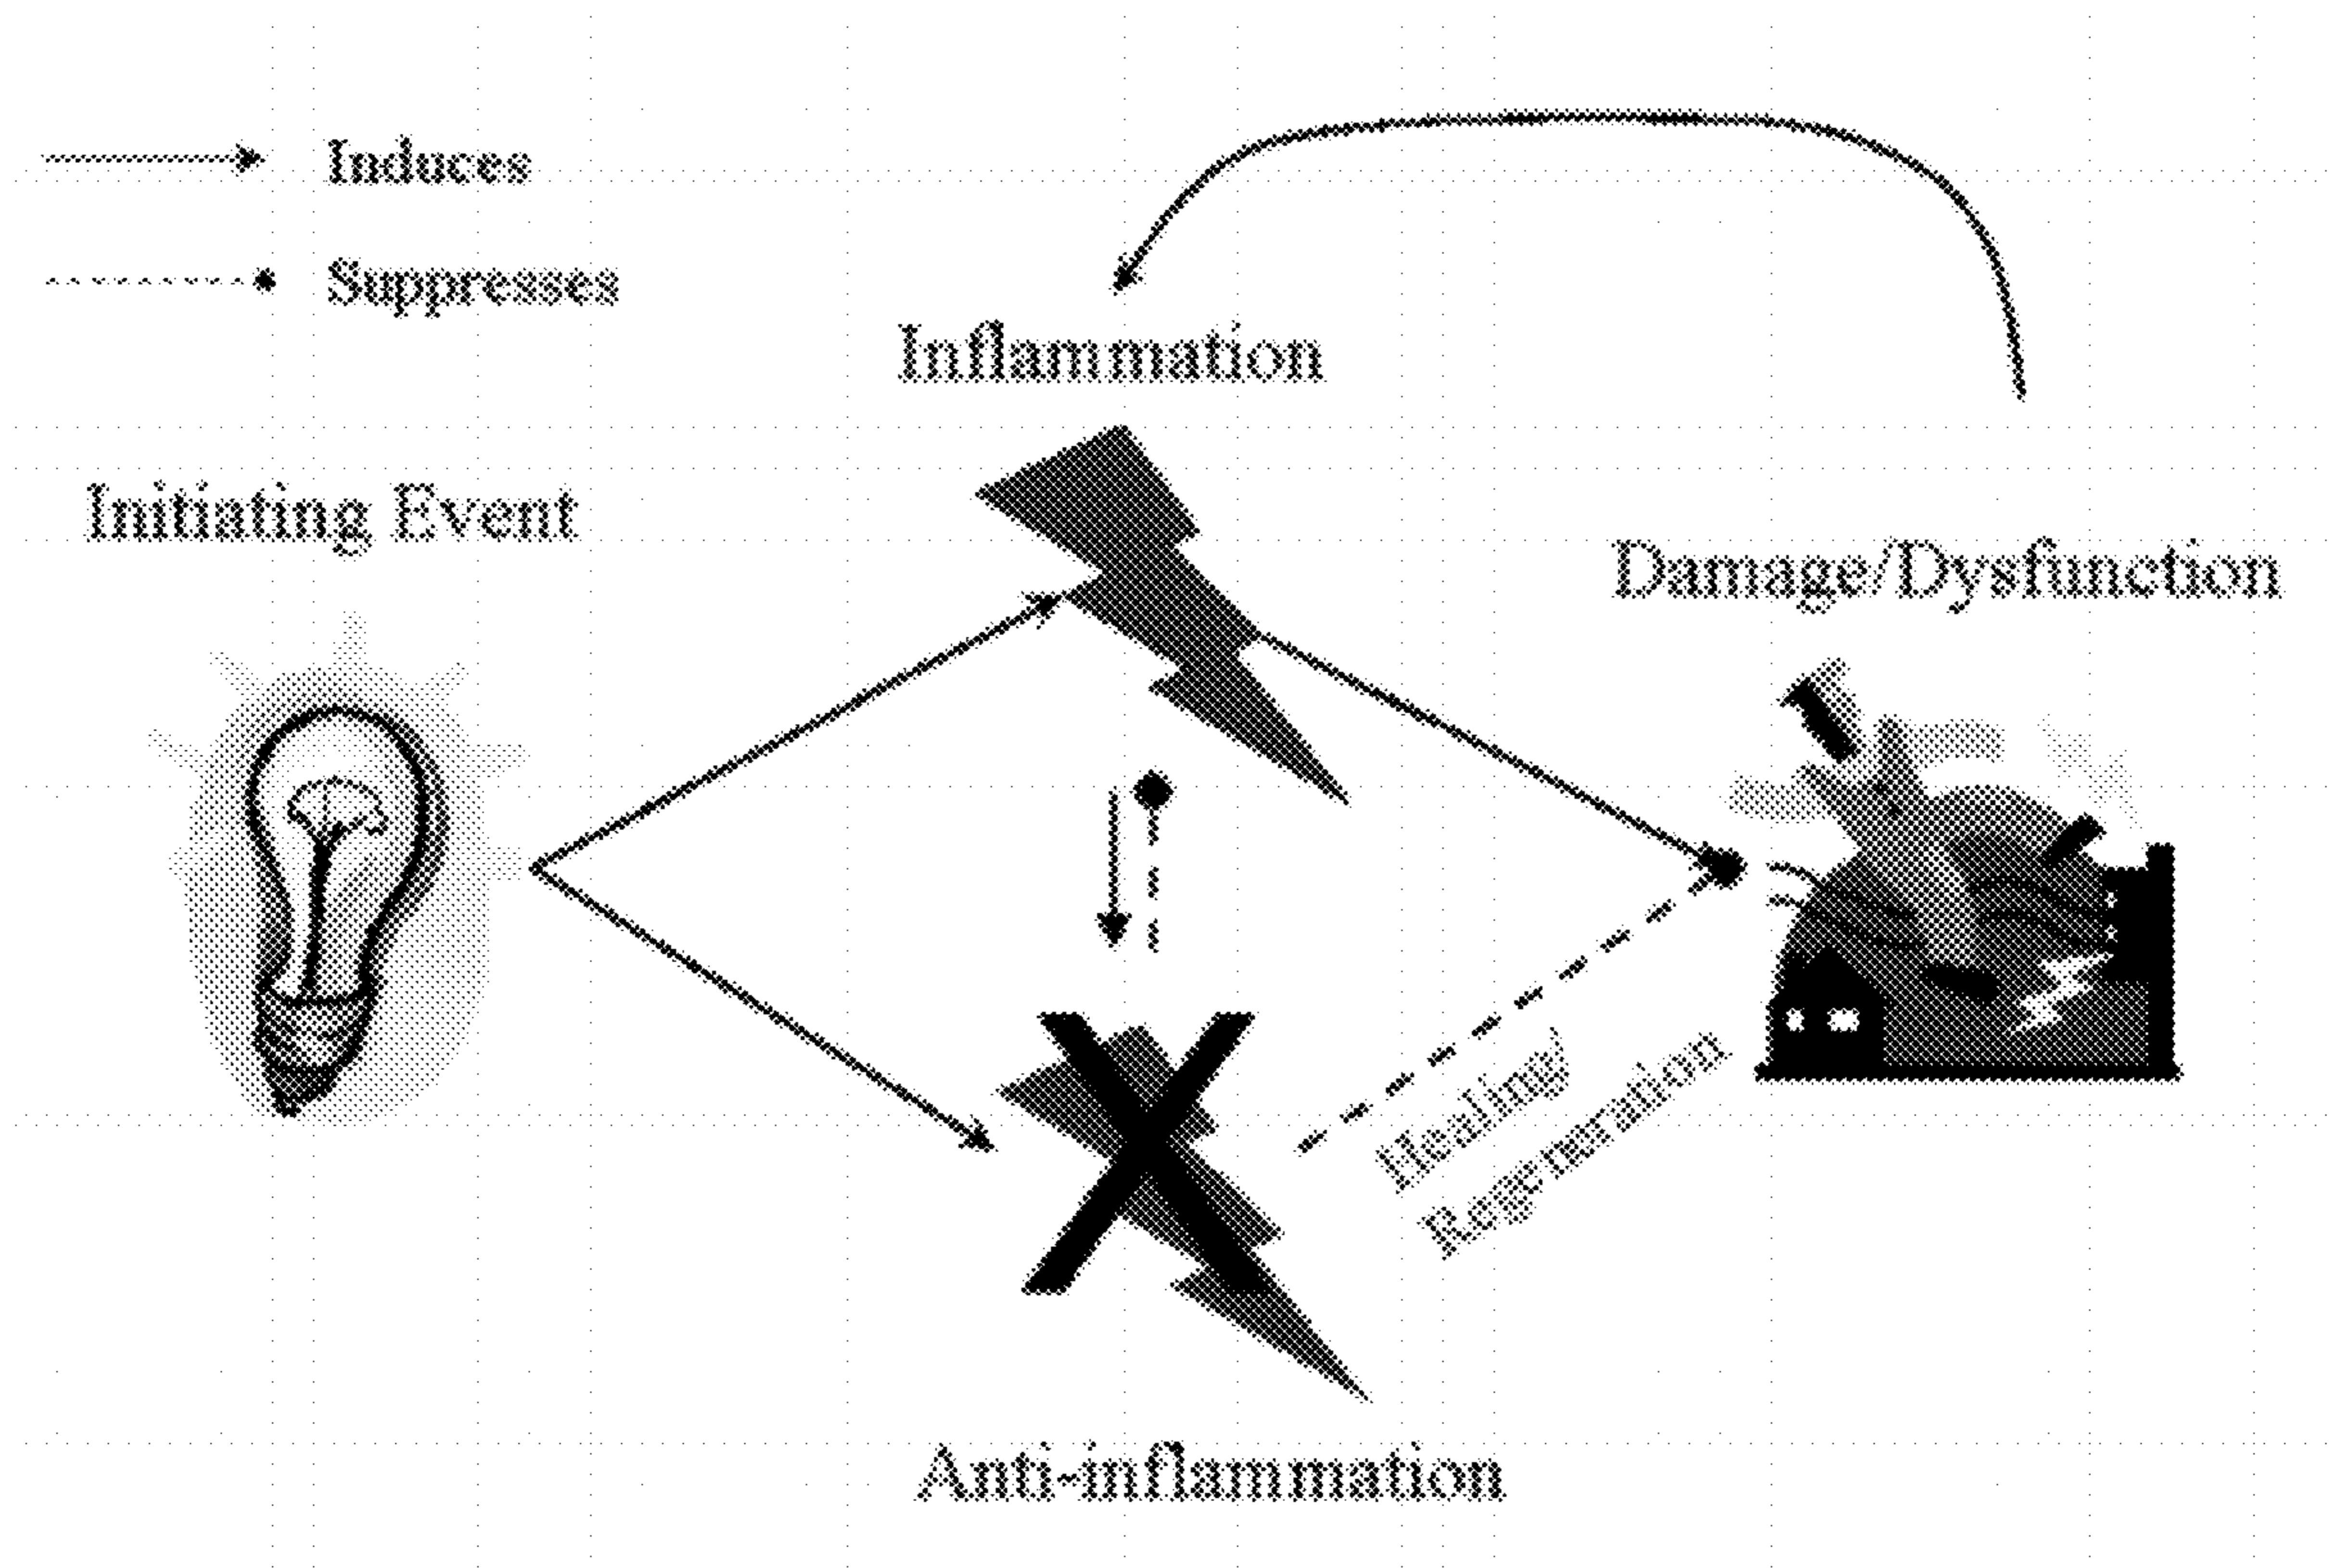 Induces
Suppresses
Inflammation
Initiating Event
Damage/Dysfunction
Healing/
Regeneration
Anti-inflammation